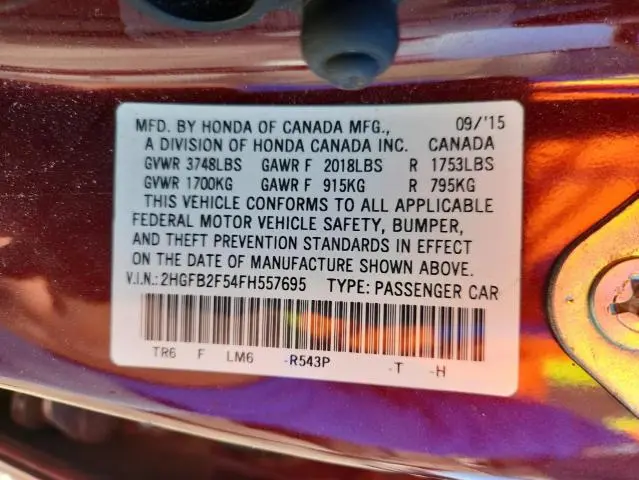 MFD. BY HONDA OF CANADA MFG., 09/'15
A DIVISION OF HONDA CANADA INC. CANADA
GVWR 3748LBS GAWR F 2018LBS R 1753LBS
GVWR 1700KG GAWR F 915KG R 795KG
THIS VEHICLE CONFORMS TO ALL APPLICABLE
FEDERAL MOTOR VEHICLE SAFETY, BUMPER,
AND THEFT PREVENTION STANDARDS IN EFFECT
ON THE DATE OF MANUFACTURE SHOWN ABOVE.
V.I.N.: 2HGFB2F54FH557695 TYPE: PASSENGER CAR
TR6 F LM6 -R543P -T -H